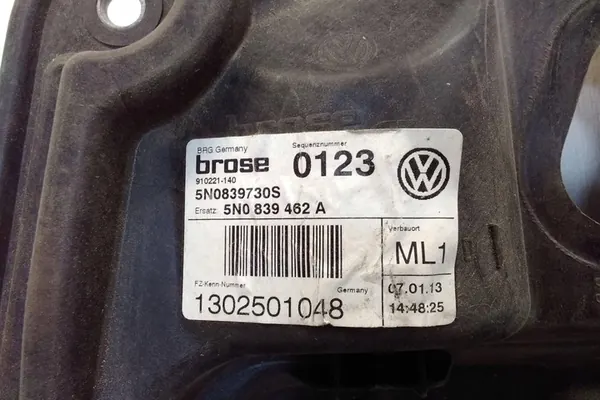 brose
BRG Germany
brose
910221-140
Sequenznummer
0123
5N0839730S
Ersatz: 5N0 839 462 A
Verbauort
ML1
FZ-Kenn-Nummer
Germany
1302501048
07.01.13
14:48:25